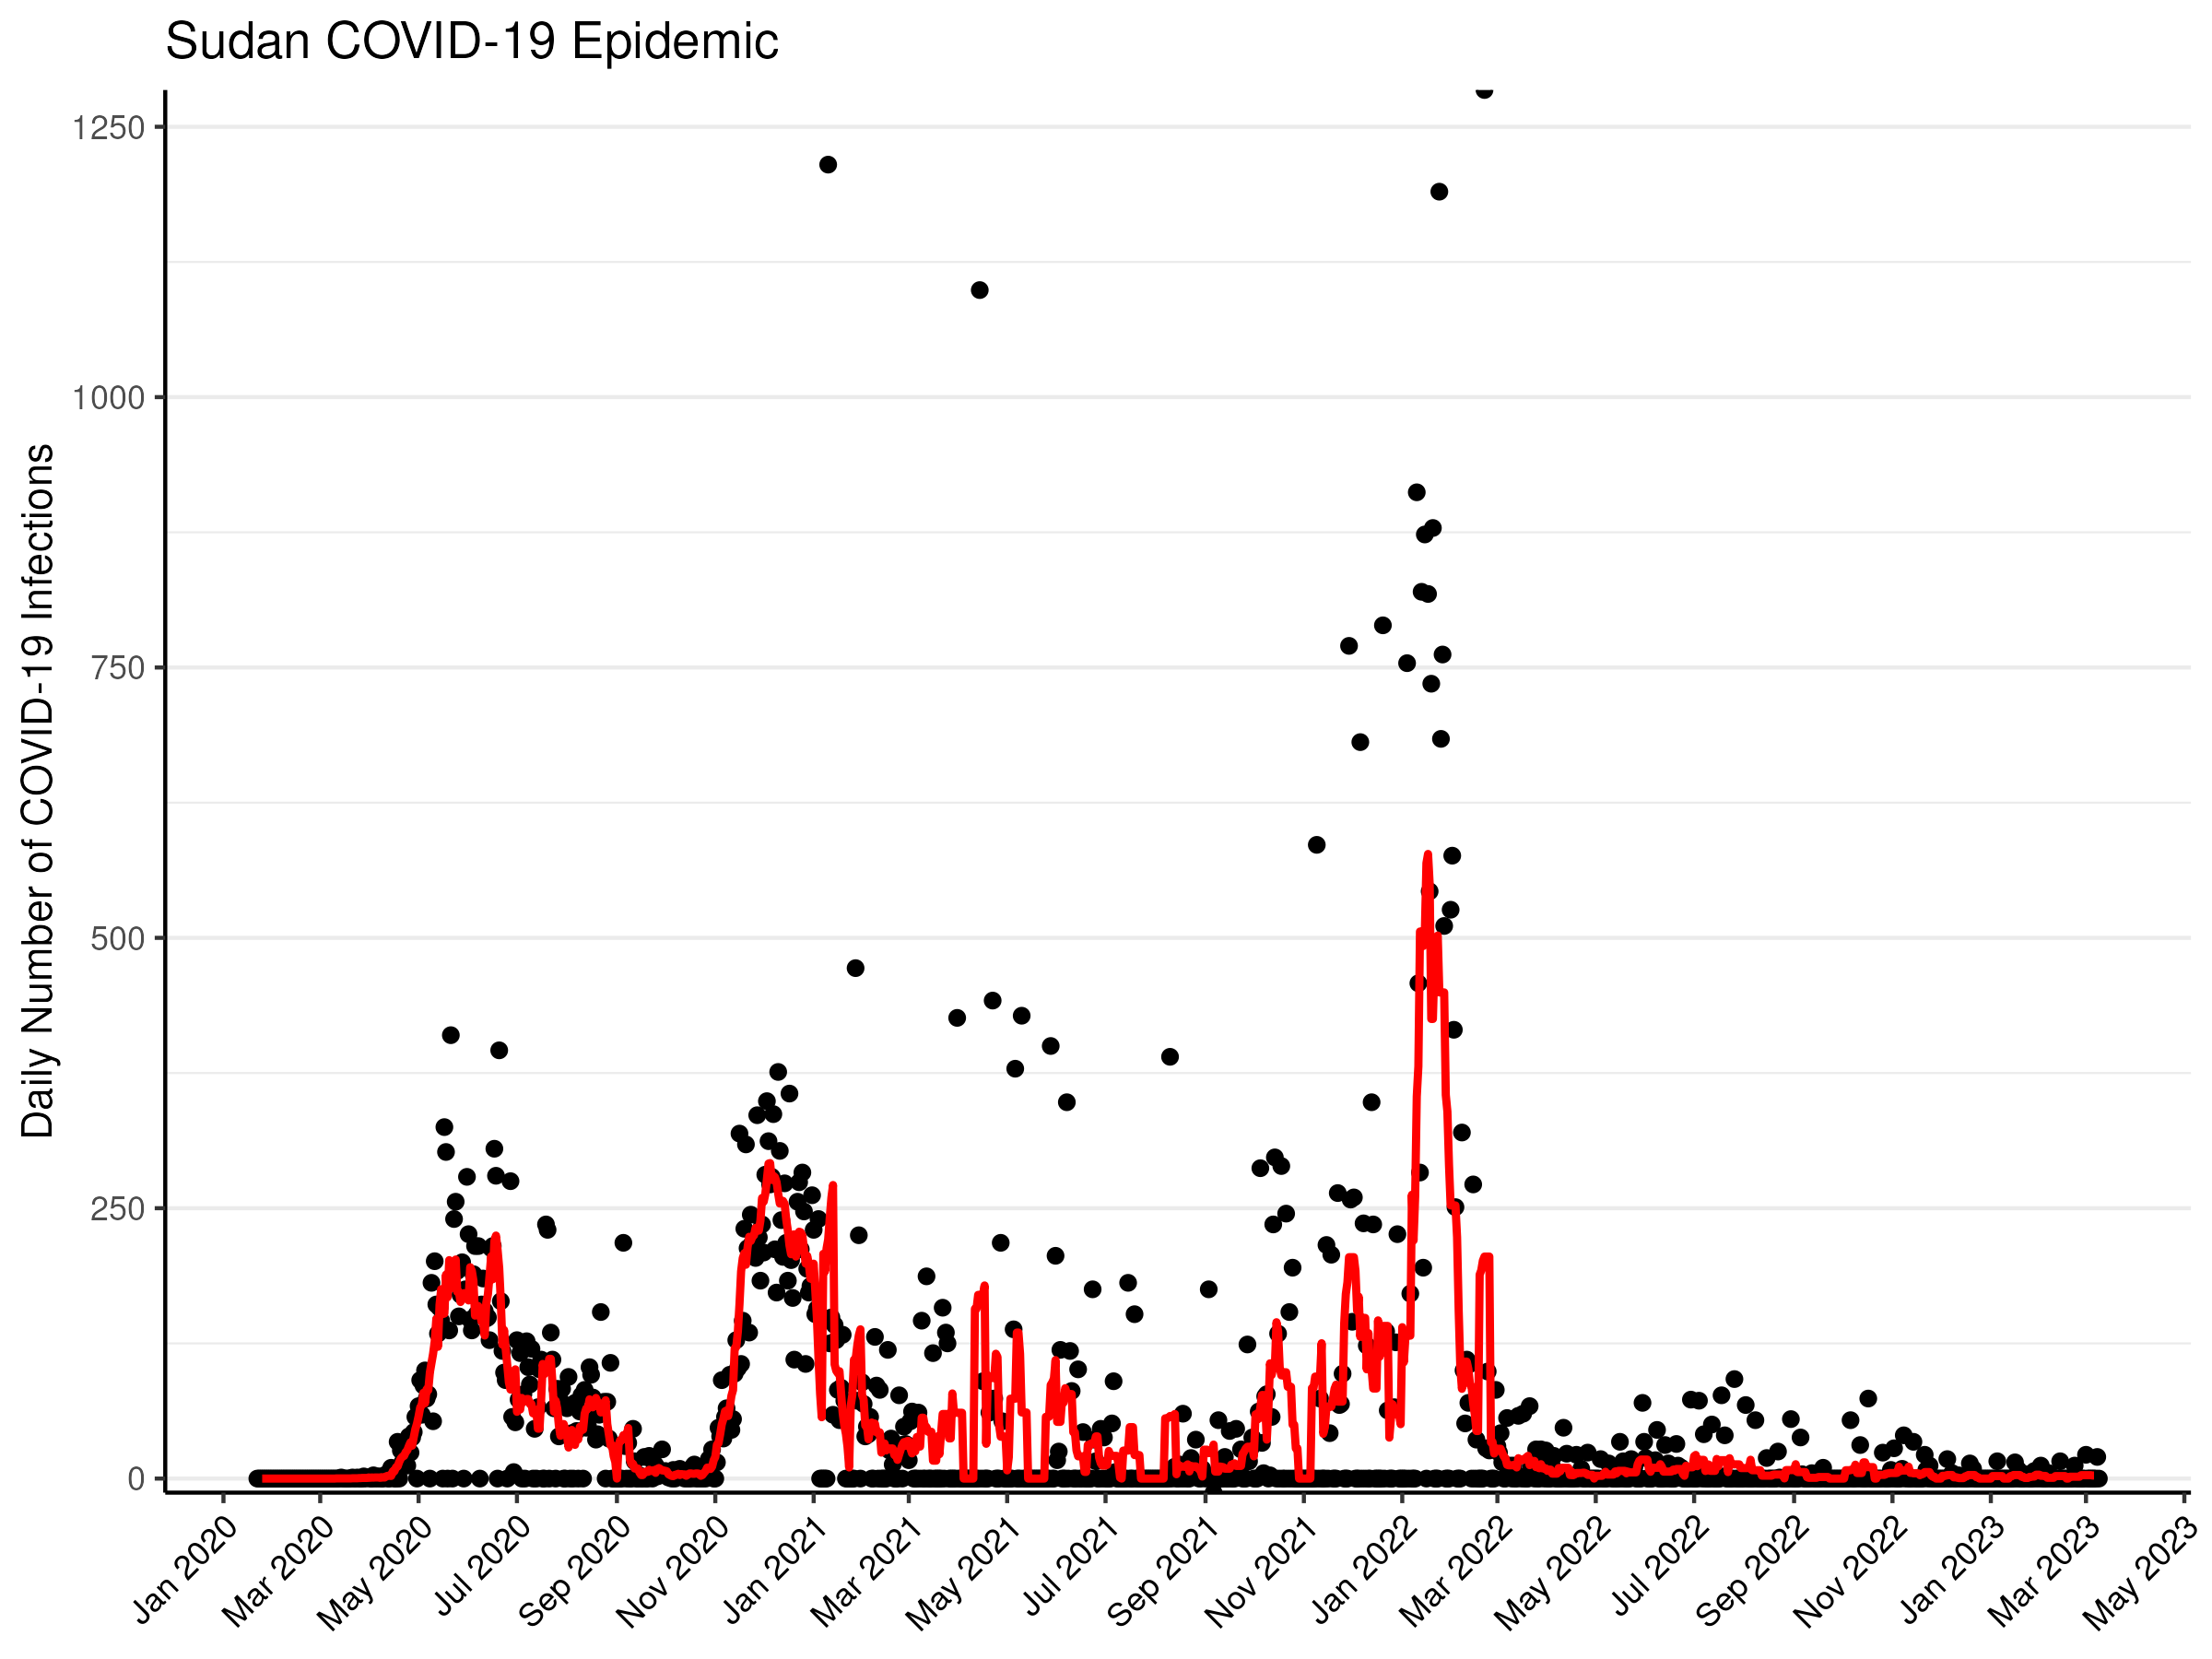 Sudan COVID-19 Epidemic
Daily Number of COVID-19 Infections
1250
1000
750
500
250
0
Jan 2020
Mar 2020
May 2020
Jul 2020
Sep 2020
Nov 2020
Jan 2021
Mar 2021
May 2021
Jul 2021
Sep 2021
Nov 2021
Jan 2022
Mar 2022
May 2022
Jul 2022
Sep 2022
Nov 2022
Jan 2023
Mar 2023
May 2023